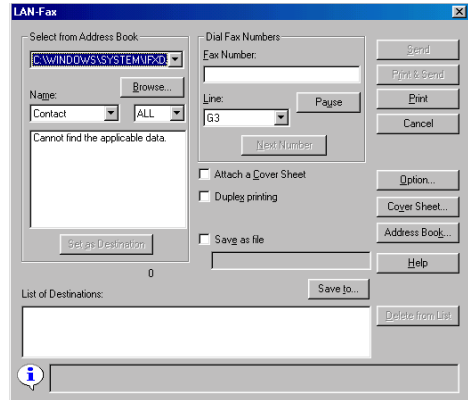 LAN-Fax
Select from Address Book
C:\WINDOWS\SYSTEM\IFXD
Browse...
Name:
Contact
ALL
Cannot find the applicable data.
Set as Destination
0
Dial Fax Numbers
Fax Number:
Line:
G3
Pause
Next Number
Attach a Cover Sheet
Duplex printing
Save as file
Save to...
Send
Print & Send
Print
Cancel
Option...
Cover Sheet...
Address Book...
Help
List of Destinations:
Delete from List